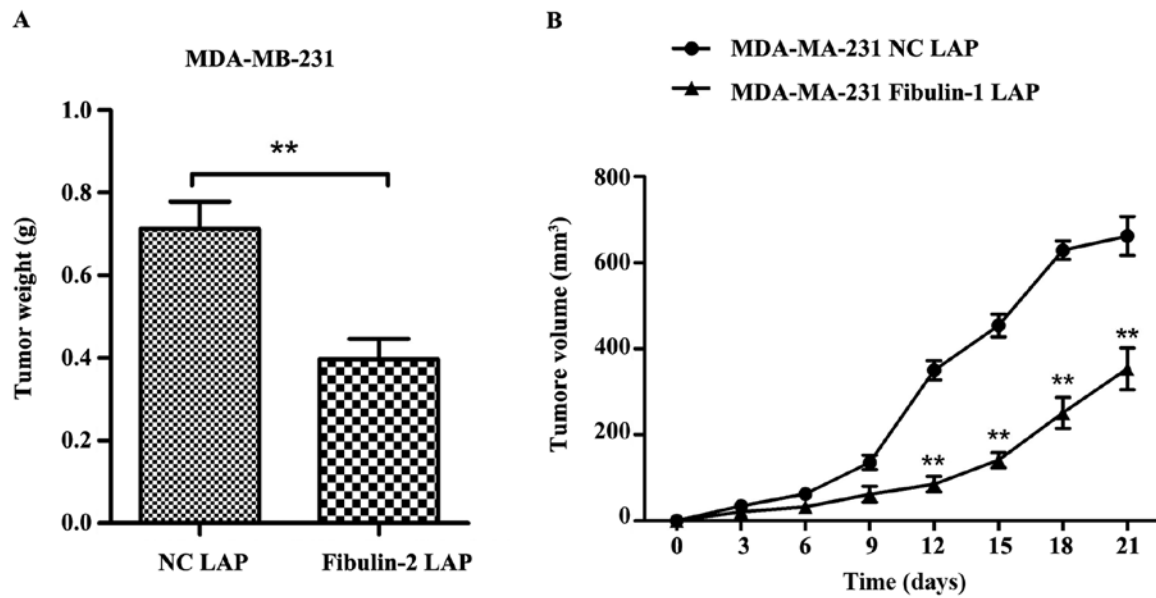 A
MDA-MB-231
1.0
0.8
0.6
0.4
0.2
0.0
Tumor weight (g)
**
NC LAP
Fibulin-2 LAP
B
MDA-MA-231 NC LAP
MDA-MA-231 Fibulin-1 LAP
800
600
400
200
0
Tumore volume (mm³)
**
**
**
**
0 3 6 9 12 15 18 21
Time (days)